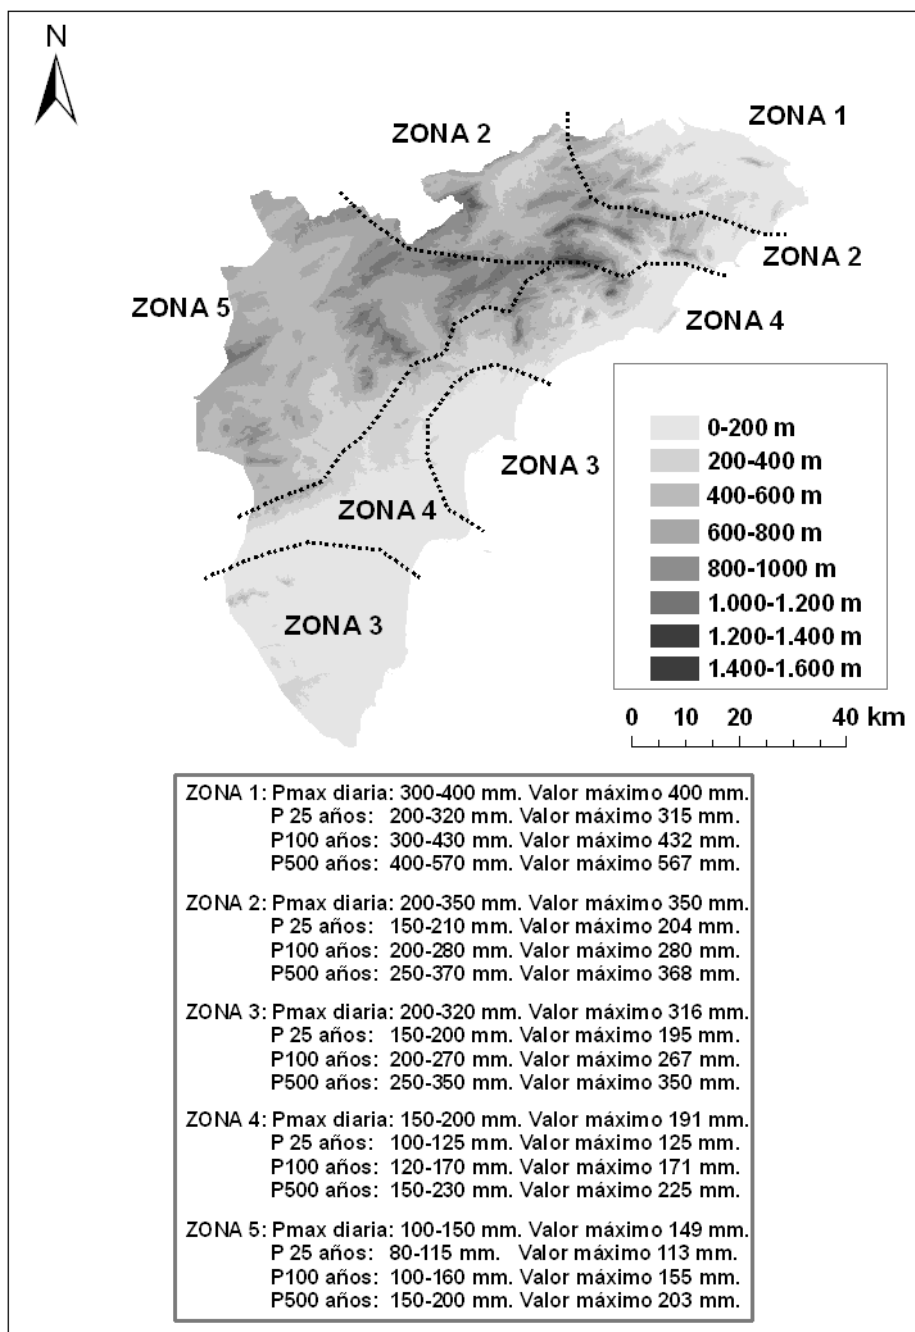 N
ZONA 1
ZONA 2
ZONA 2
ZONA 5
ZONA 4
ZONA 3
ZONA 4
ZONA 3
0-200 m
200-400 m
400-600 m
600-800 m
800-1000 m
1.000-1.200 m
1.200-1.400 m
1.400-1.600 m
0 10 20 40 km
ZONA 1: Pmax diaria: 300-400 mm. Valor máximo 400 mm.
P 25 años: 200-320 mm. Valor máximo 315 mm.
P100 años: 300-430 mm. Valor máximo 432 mm.
P500 años: 400-570 mm. Valor máximo 567 mm.
ZONA 2: Pmax diaria: 200-350 mm. Valor máximo 350 mm.
P 25 años: 150-210 mm. Valor máximo 204 mm.
P100 años: 200-280 mm. Valor máximo 280 mm.
P500 años: 250-370 mm. Valor máximo 368 mm.
ZONA 3: Pmax diaria: 200-320 mm. Valor máximo 316 mm.
P 25 años: 150-200 mm. Valor máximo 195 mm.
P100 años: 200-270 mm. Valor máximo 267 mm.
P500 años: 250-350 mm. Valor máximo 350 mm.
ZONA 4: Pmax diaria: 150-200 mm. Valor máximo 191 mm.
P 25 años: 100-125 mm. Valor máximo 125 mm.
P100 años: 120-170 mm. Valor máximo 171 mm.
P500 años: 150-230 mm. Valor máximo 225 mm.
ZONA 5: Pmax diaria: 100-150 mm. Valor máximo 149 mm.
P 25 años: 80-115 mm. Valor máximo 113 mm.
P100 años: 100-160 mm. Valor máximo 155 mm.
P500 años: 150-200 mm. Valor máximo 203 mm.